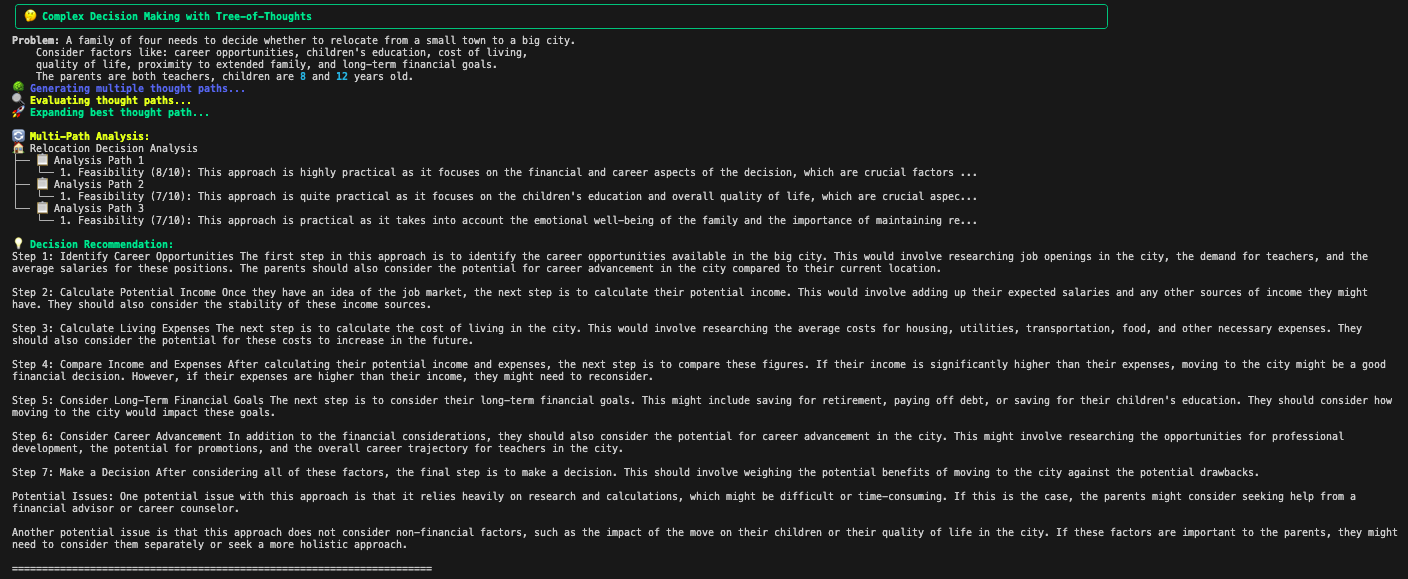 🤔 Complex Decision Making with Tree-of-Thoughts
Problem: A family of four needs to decide whether to relocate from a small town to a big city.
Consider factors like: career opportunities, children's education, cost of living,
quality of life, proximity to extended family, and long-term financial goals.
The parents are both teachers, children are 8 and 12 years old.
🌳 Generating multiple thought paths...
🔍 Evaluating thought paths...
🚀 Expanding best thought path...
🔄 Multi-Path Analysis:
🏠 Relocation Decision Analysis
├── 📋 Analysis Path 1
│   └── 1. Feasibility (8/10): This approach is highly practical as it focuses on the financial and career aspects of the decision, which are crucial factors ...
├── 📋 Analysis Path 2
│   └── 1. Feasibility (7/10): This approach is quite practical as it focuses on the children's education and overall quality of life, which are crucial aspec...
└── 📋 Analysis Path 3
    └── 1. Feasibility (7/10): This approach is practical as it takes into account the emotional well-being of the family and the importance of maintaining re...
💡 Decision Recommendation:
Step 1: Identify Career Opportunities The first step in this approach is to identify the career opportunities available in the big city. This would involve researching job openings in the city, the demand for teachers, and the
average salaries for these positions. The parents should also consider the potential for career advancement in the city compared to their current location.
Step 2: Calculate Potential Income Once they have an idea of the job market, the next step is to calculate their potential income. This would involve adding up their expected salaries and any other sources of income they might
have. They should also consider the stability of these income sources.
Step 3: Calculate Living Expenses The next step is to calculate the cost of living in the city. This would involve researching the average costs for housing, utilities, transportation, food, and other necessary expenses. They
should also consider the potential for these costs to increase in the future.
Step 4: Compare Income and Expenses After calculating their potential income and expenses, the next step is to compare these figures. If their income is significantly higher than their expenses, moving to the city might be a good
financial decision. However, if their expenses are higher than their income, they might need to reconsider.
Step 5: Consider Long-Term Financial Goals The next step is to consider their long-term financial goals. This might include saving for retirement, paying off debt, or saving for their children's education. They should consider how
moving to the city would impact these goals.
Step 6: Consider Career Advancement In addition to the financial considerations, they should also consider the potential for career advancement in the city. This might involve researching the opportunities for professional
development, the potential for promotions, and the overall career trajectory for teachers in the city.
Step 7: Make a Decision After considering all of these factors, the final step is to make a decision. This should involve weighing the potential benefits of moving to the city against the potential drawbacks.
Potential Issues: One potential issue with this approach is that it relies heavily on research and calculations, which might be difficult or time-consuming. If this is the case, the parents might consider seeking help from a
financial advisor or career counselor.
Another potential issue is that this approach does not consider non-financial factors, such as the impact of the move on their children or their quality of life in the city. If these factors are important to the parents, they might
need to consider them separately or seek a more holistic approach.
======================================================================